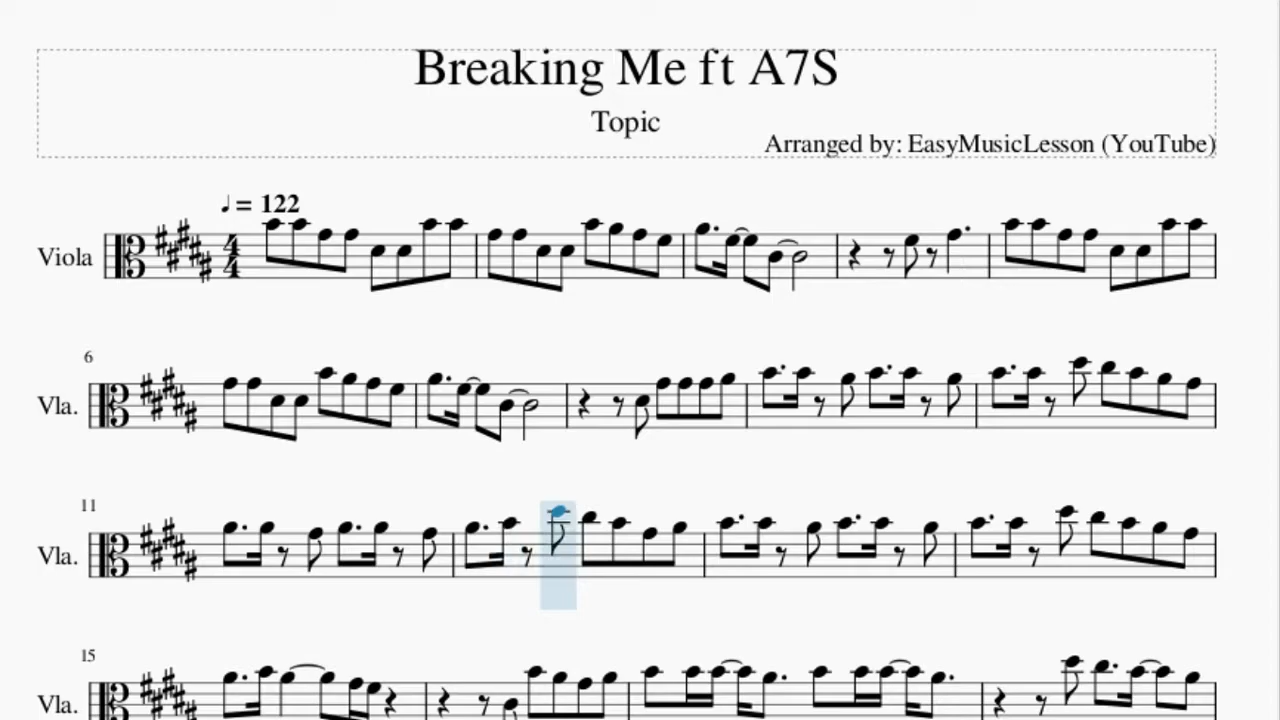 Breaking Me ft A7S
Topic
Arranged by: EasyMusicLesson (YouTube)
♩ = 122
Viola
4
4
6
Vla.
11
Vla.
15
Vla.